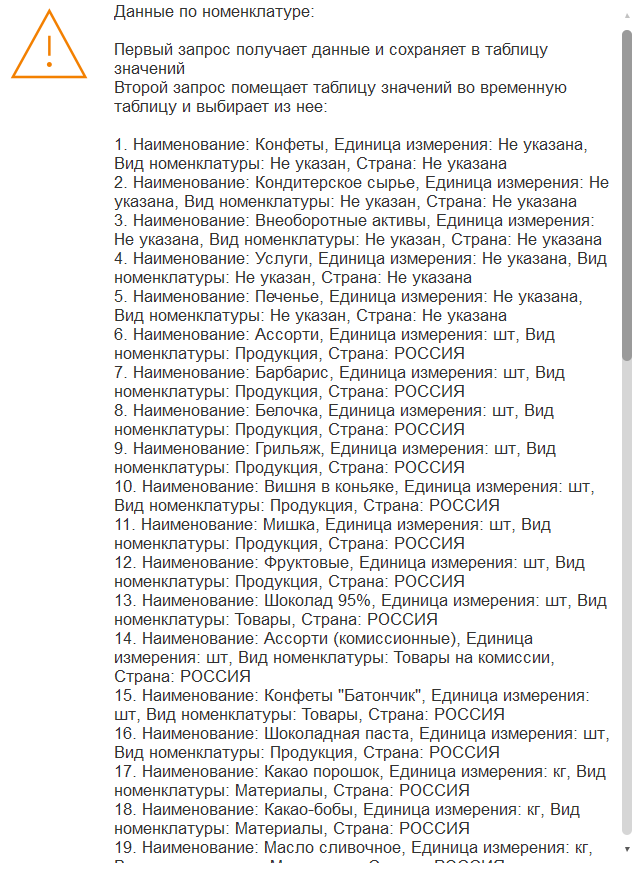 Данные по номенклатуре:
Первый запрос получает данные и сохраняет в таблицу
значений
Второй запрос помещает таблицу значений во временную
таблицу и выбирает из нее:
1. Наименование: Конфеты, Единица измерения: Не указана,
Вид номенклатуры: Не указан, Страна: Не указана
2. Наименование: Кондитерское сырье, Единица измерения: Не
указана, Вид номенклатуры: Не указан, Страна: Не указана
3. Наименование: Внеоборотные активы, Единица измерения:
Не указана, Вид номенклатуры: Не указан, Страна: Не указана
4. Наименование: Услуги, Единица измерения: Не указана, Вид
номенклатуры: Не указан, Страна: Не указана
5. Наименование: Печенье, Единица измерения: Не указана,
Вид номенклатуры: Не указан, Страна: Не указана
6. Наименование: Ассорти, Единица измерения: шт, Вид
номенклатуры: Продукция, Страна: РОССИЯ
7. Наименование: Барбарис, Единица измерения: шт, Вид
номенклатуры: Продукция, Страна: РОССИЯ
8. Наименование: Белочка, Единица измерения: шт, Вид
номенклатуры: Продукция, Страна: РОССИЯ
9. Наименование: Грильяж, Единица измерения: шт, Вид
номенклатуры: Продукция, Страна: РОССИЯ
10. Наименование: Вишня в коньяке, Единица измерения: шт,
Вид номенклатуры: Продукция, Страна: РОССИЯ
11. Наименование: Мишка, Единица измерения: шт, Вид
номенклатуры: Продукция, Страна: РОССИЯ
12. Наименование: Фруктовые, Единица измерения: шт, Вид
номенклатуры: Продукция, Страна: РОССИЯ
13. Наименование: Шоколад 95%, Единица измерения: шт, Вид
номенклатуры: Товары, Страна: РОССИЯ
14. Наименование: Ассорти (комиссионные), Единица
измерения: шт, Вид номенклатуры: Товары на комиссии,
Страна: РОССИЯ
15. Наименование: Конфеты "Батончик", Единица измерения:
шт, Вид номенклатуры: Товары, Страна: РОССИЯ
16. Наименование: Шоколадная паста, Единица измерения: шт,
Вид номенклатуры: Продукция, Страна: РОССИЯ
17. Наименование: Какао порошок, Единица измерения: кг, Вид
номенклатуры: Материалы, Страна: РОССИЯ
18. Наименование: Какао-бобы, Единица измерения: кг, Вид
номенклатуры: Материалы, Страна: РОССИЯ
19. Наименование: Масло сливочное, Единица измерения: кг,